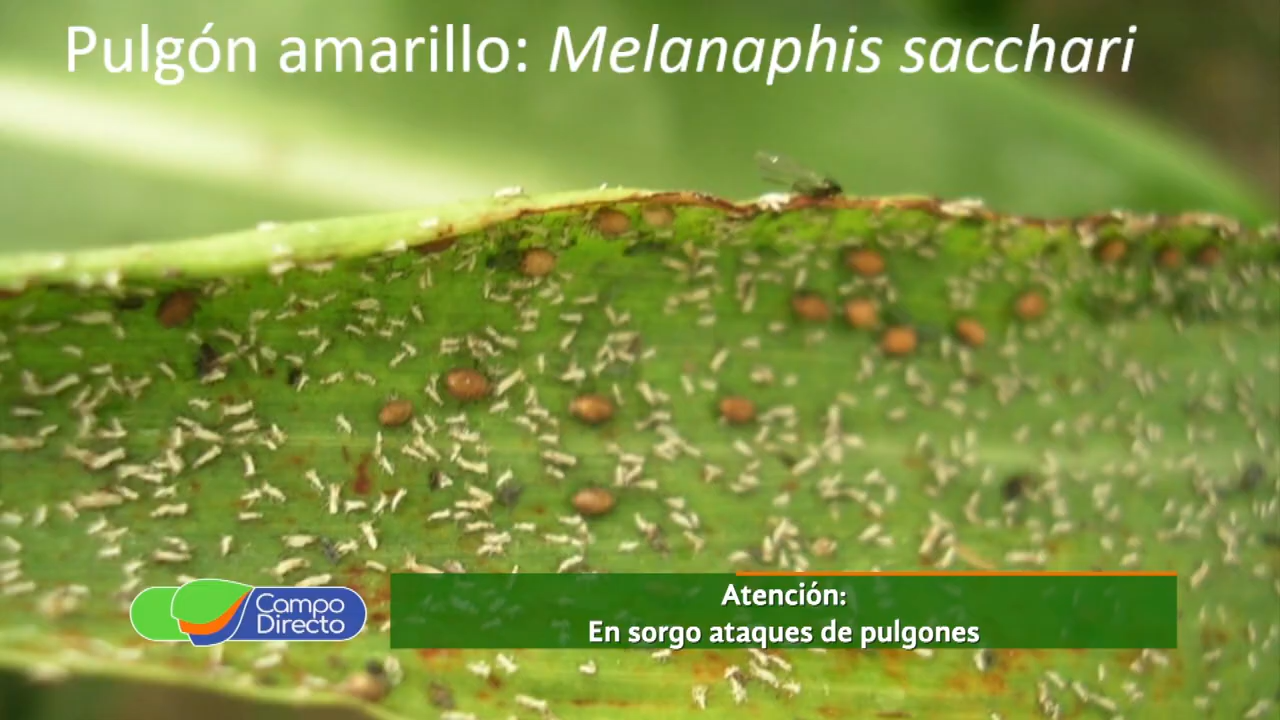 Pulgón amarillo: Melanaphis sacchari
Campo
Directo
Atención:
En sorgo ataques de pulgones